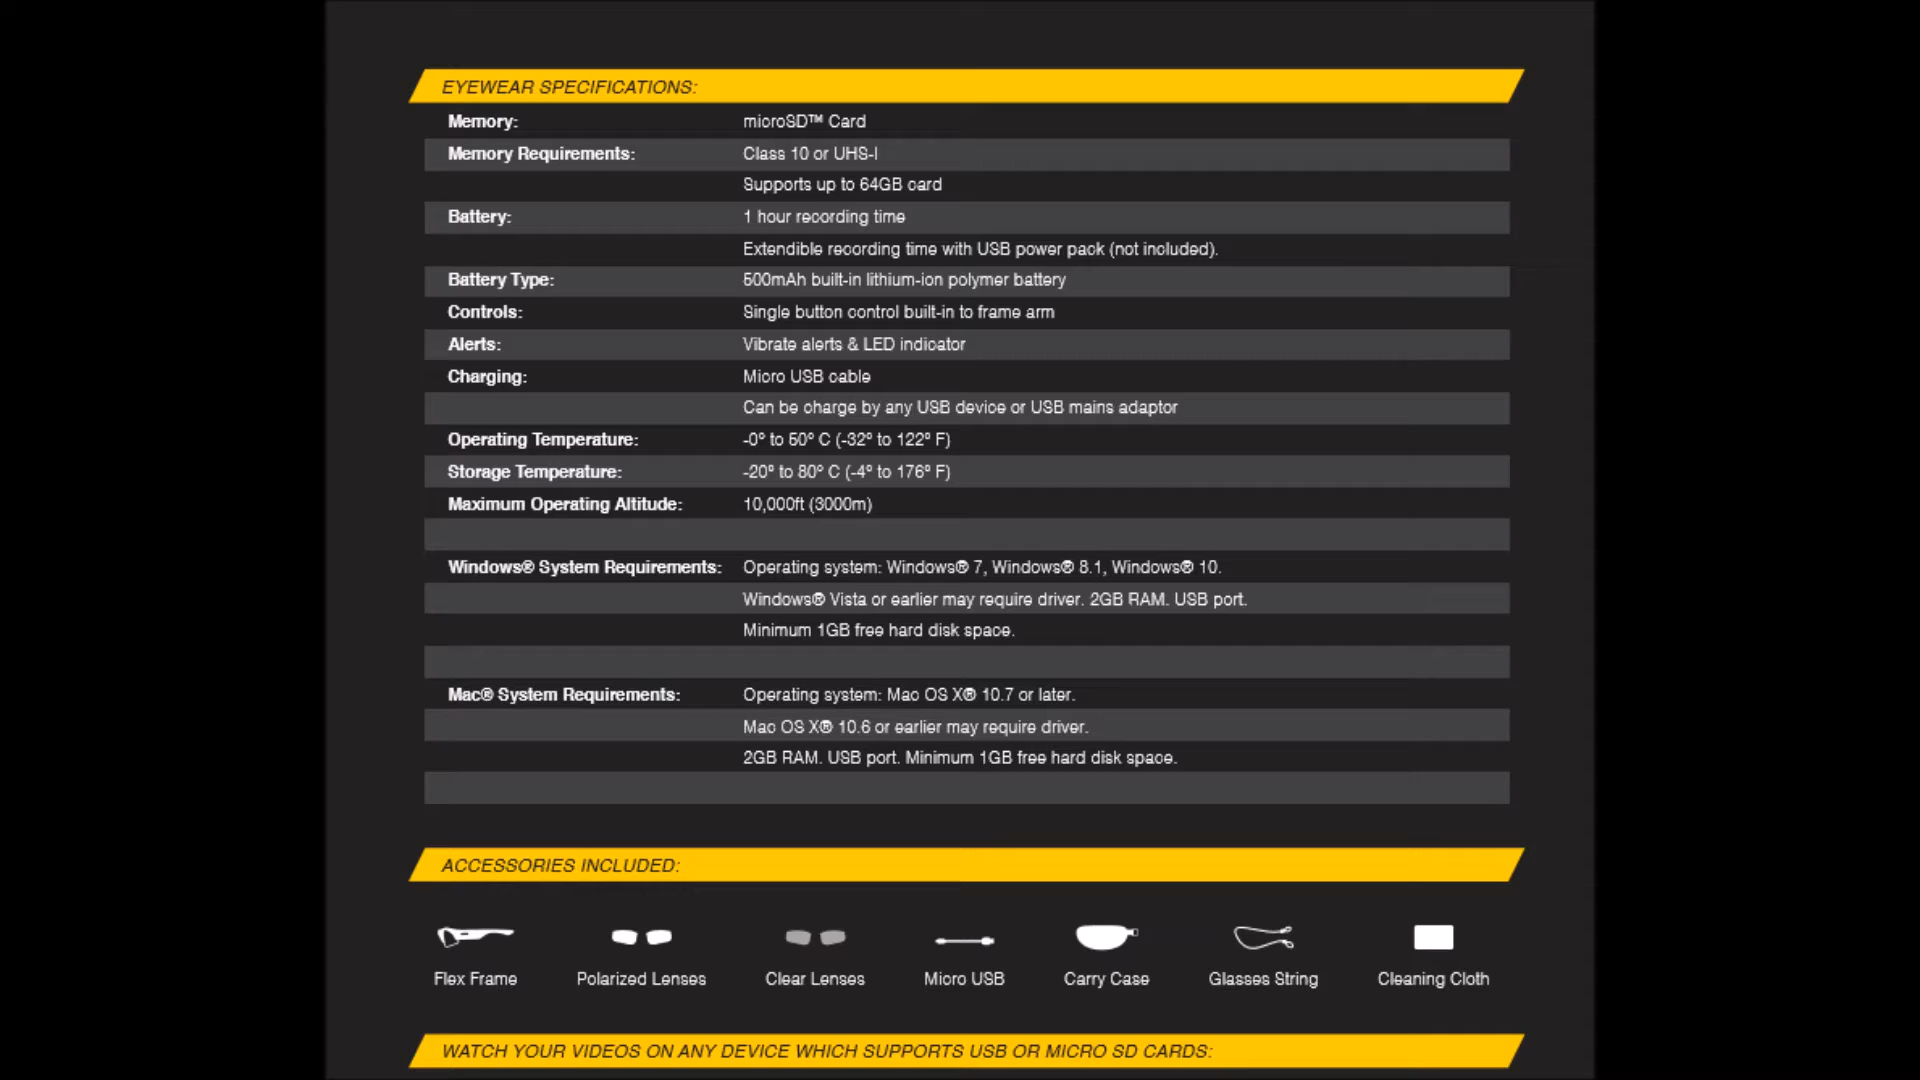 EYEWEAR SPECIFICATIONS:
Memory: microSD™ Card
Memory Requirements: Class 10 or UHS-I
Supports up to 64GB card
Battery: 1 hour recording time
Extendible recording time with USB power pack (not included).
Battery Type: 500mAh built-in lithium-ion polymer battery
Controls: Single button control built-in to frame arm
Alerts: Vibrate alerts & LED indicator
Charging: Micro USB cable
Can be charge by any USB device or USB mains adaptor
Operating Temperature: -0º to 50º C (-32º to 122º F)
Storage Temperature: -20º to 80º C (-4º to 176º F)
Maximum Operating Altitude: 10,000ft (3000m)
Windows® System Requirements: Operating system: Windows® 7, Windows® 8.1, Windows® 10.
Windows® Vista or earlier may require driver. 2GB RAM. USB port.
Minimum 1GB free hard disk space.
Mac® System Requirements: Operating system: Mac OS X® 10.7 or later.
Mac OS X® 10.6 or earlier may require driver.
2GB RAM. USB port. Minimum 1GB free hard disk space.
ACCESSORIES INCLUDED:
Flex Frame Polarized Lenses Clear Lenses Micro USB Carry Case Glasses String Cleaning Cloth
WATCH YOUR VIDEOS ON ANY DEVICE WHICH SUPPORTS USB OR MICRO SD CARDS: